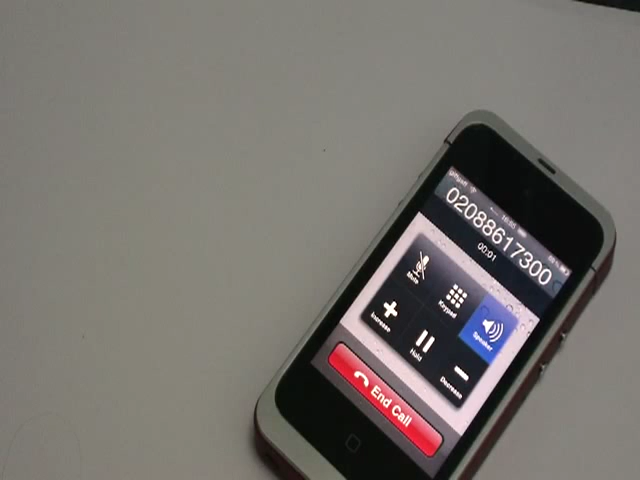 02088617300
00:01
Mute
Keypad
Speaker
Increase
Hold
Decrease
End Call